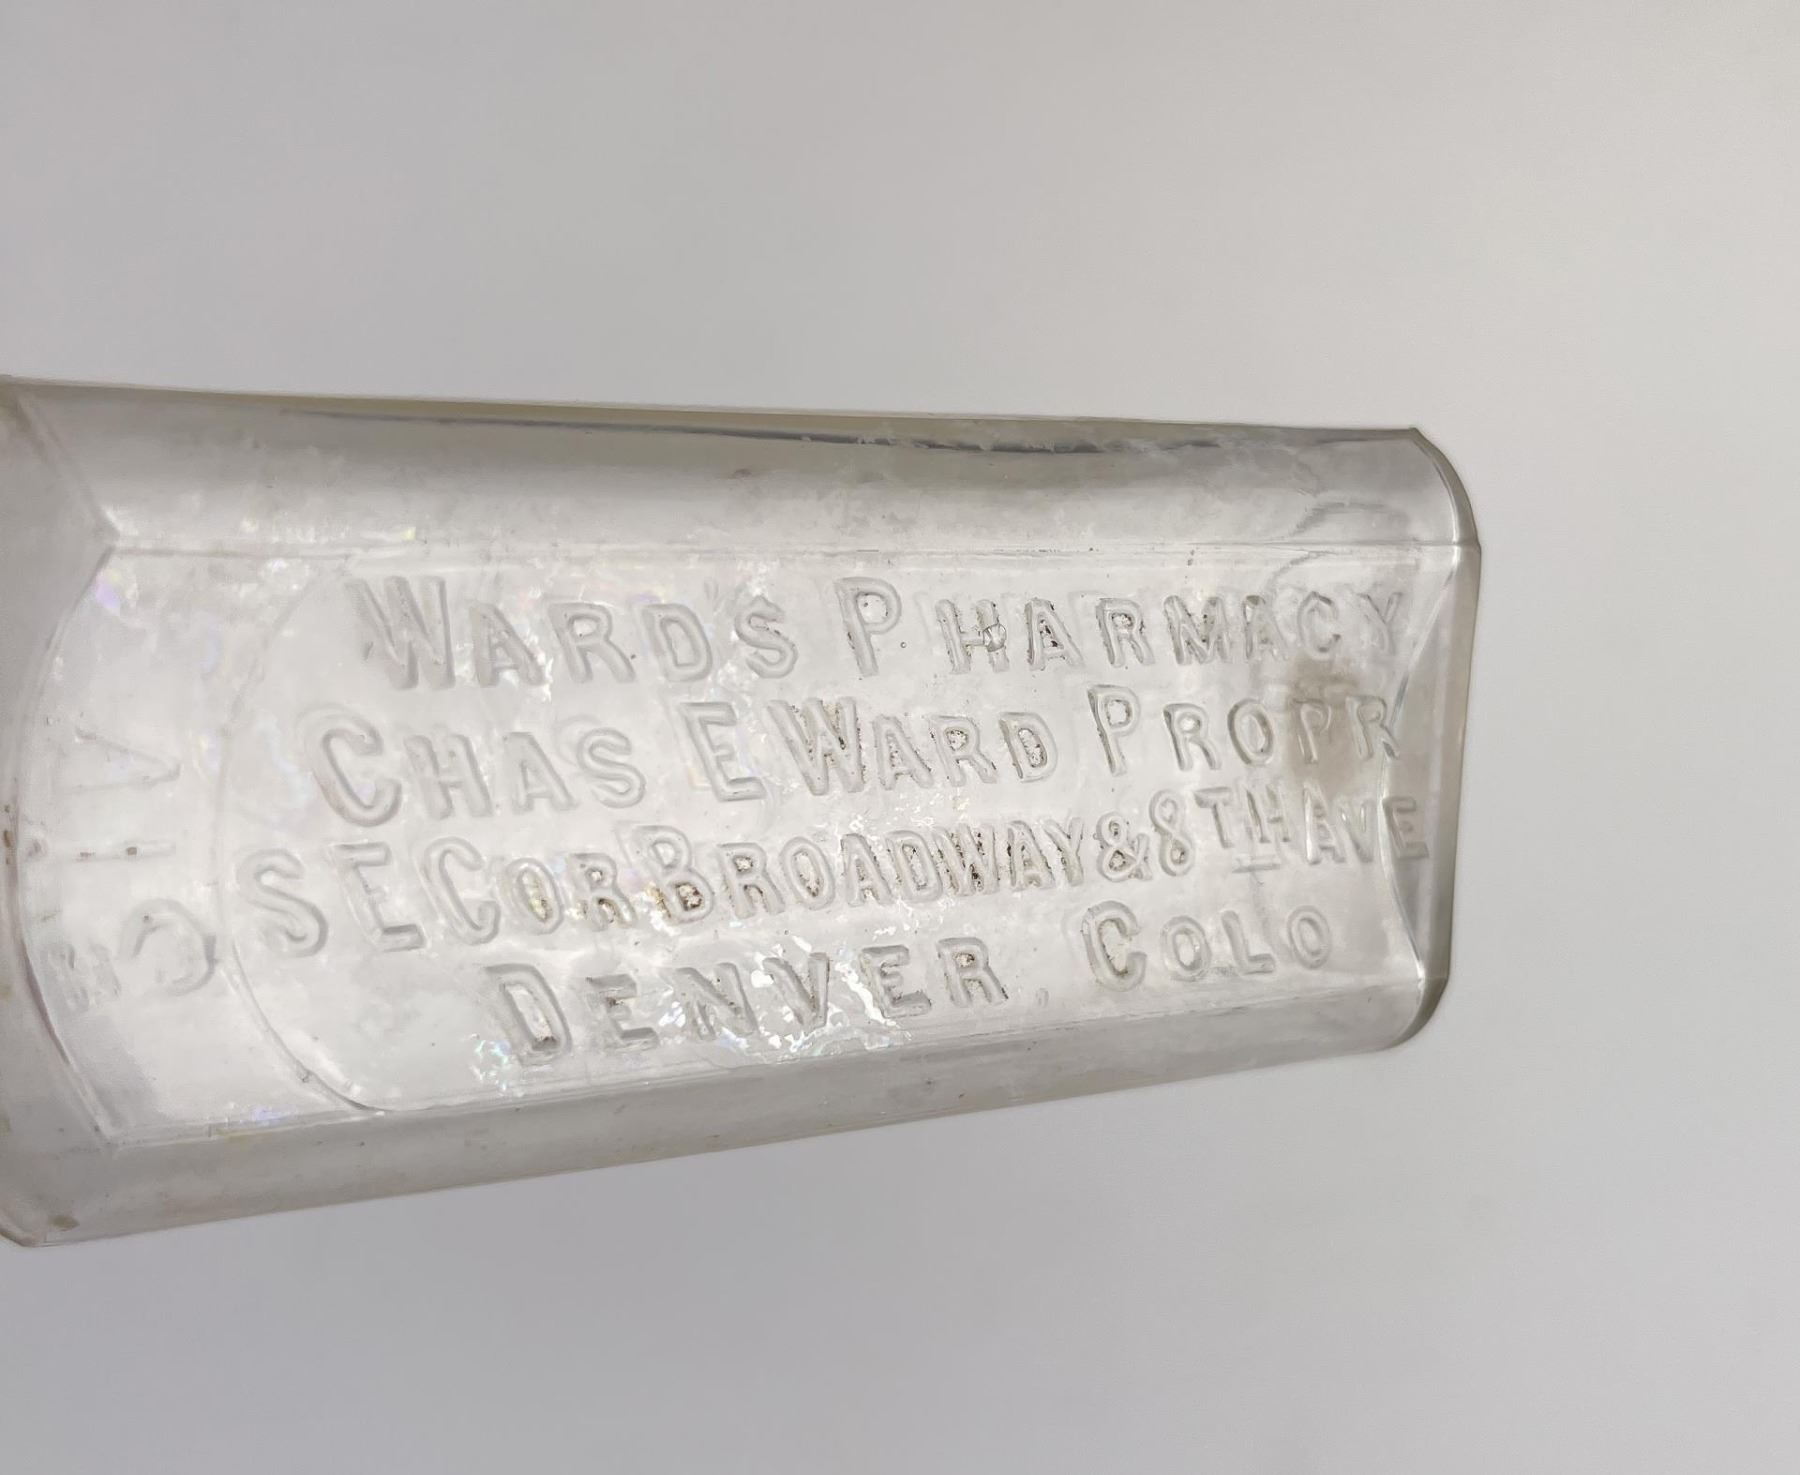 WARD'S PHARMACY
CHAS E WARD PROPR
SE COR BROADWAY & 8TH AVE
DENVER, COLO